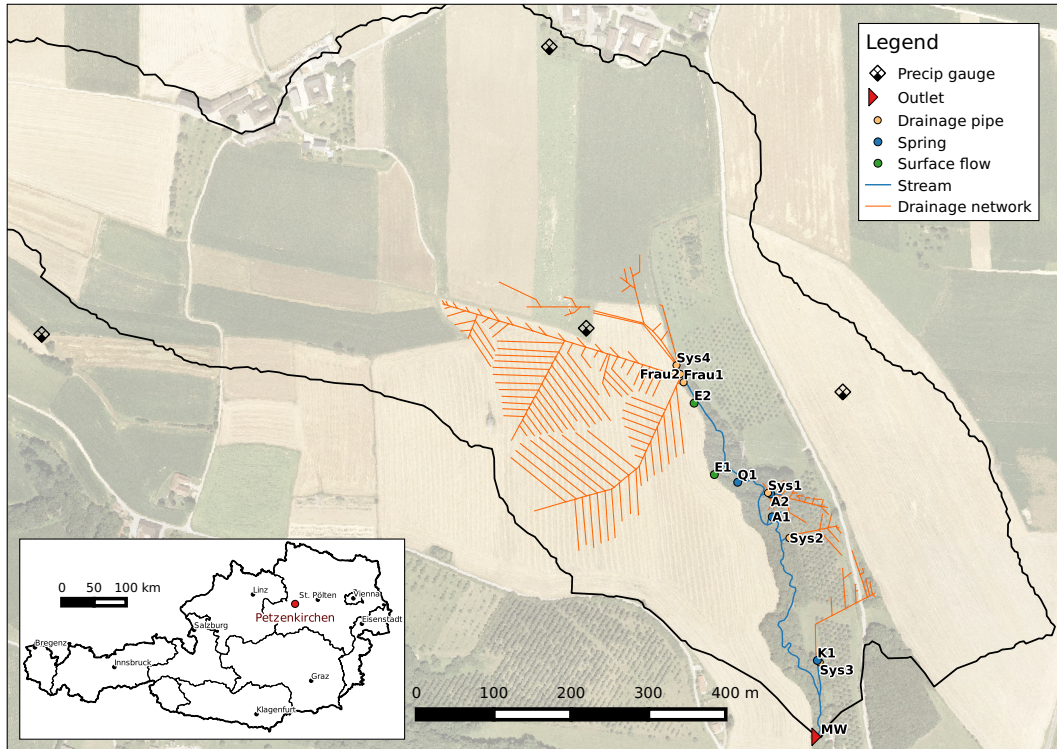 Legend
Precip gauge
Outlet
Drainage pipe
Spring
Surface flow
Stream
Drainage network
Sys4
Frau2 Frau1
E2
E1 Q1
Sys1
A2
A1
Sys2
K1
Sys3
MW
0 50 100 km
Linz
St. Pölten
Vienna
Petzenkirchen
Salzburg
Eisenstadt
Bregenz
Innsbruck
Graz
Klagenfurt
0 100 200 300 400 m